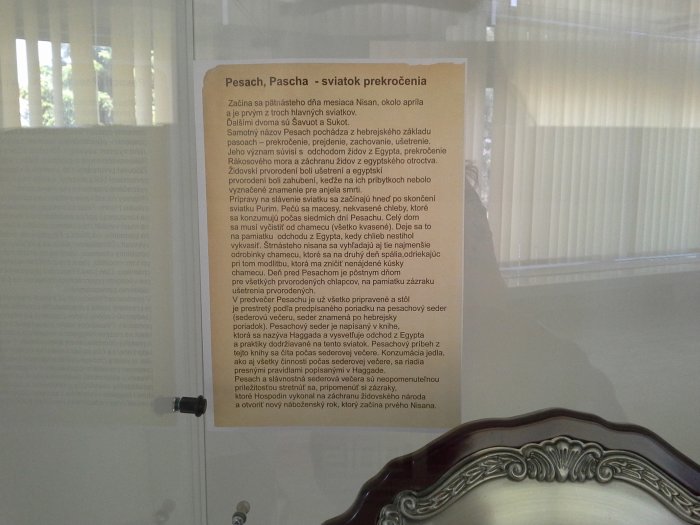 Pesach, Pascha - sviatok prekročenia
Začína sa pätnásteho dňa mesiaca Nisan, okolo apríla
a je prvým z troch hlavných sviatkov.
Ďalšími dvoma sú Šavuot a Sukot.
Samotný názov Pesach pochádza z hebrejského základu
pasoach – prekročenie, prejdenie, zachovanie, ušetrenie.
Jeho význam súvisí s odchodom židov z Egypta, prekročenie
Rákosového mora a záchranu židov z egyptského otroctva.
Židovskí prvorodení boli ušetrení a egyptskí
prvorodení boli zahubení, keďže na ich príbytkoch nebolo
vyznačené znamenie pre anjela smrti.
Prípravy na slávenie sviatku sa začínajú hneď po skončení
sviatku Purim. Pečú sa macesy, nekvasené chleby, ktoré
sa konzumujú počas siedmich dní Pesachu. Celý dom
sa musí vyčistiť od chamecu (všetko kvasené). Deje sa to
na pamiatku odchodu z Egypta, kedy chlieb nestihol
vykvasiť. Štrnásteho nisana sa vyhľadajú aj tie najmenšie
odrobinky chamecu, ktoré sa na druhý deň spália,odriekajúc
pri tom modlitbu, ktorá ma zničiť nenájdené kúsky
chamecu. Deň pred Pesachom je pôstnym dňom
pre všetkých prvorodených chlapcov, na pamiatku zázraku
ušetrenia prvorodených.
V predvečer Pesachu je už všetko pripravené a stôl
je prestretý podľa predpísaného poriadku na pesachový seder
(sederovú večeru, seder znamená po hebrejsky
poriadok). Pesachový seder je napísaný v knihe,
ktorá sa nazýva Haggada a vysvetľuje odchod z Egypta
a praktiky dodržiavané na tento sviatok. Pesachový príbeh z
tejto knihy sa číta počas sederovej večere. Konzumácia jedla,
ako aj všetky činnosti počas sederovej večere, sa riadia
presnými pravidlami popísanými v Haggade.
Pesach a slávnostná sederová večera sú neopomenuteľnou
príležitosťou stretnúť sa, pripomenúť si zázraky,
ktoré Hospodin vykonal na záchranu židovského národa
a otvoriť nový náboženský rok, ktorý začína prvého Nisana.